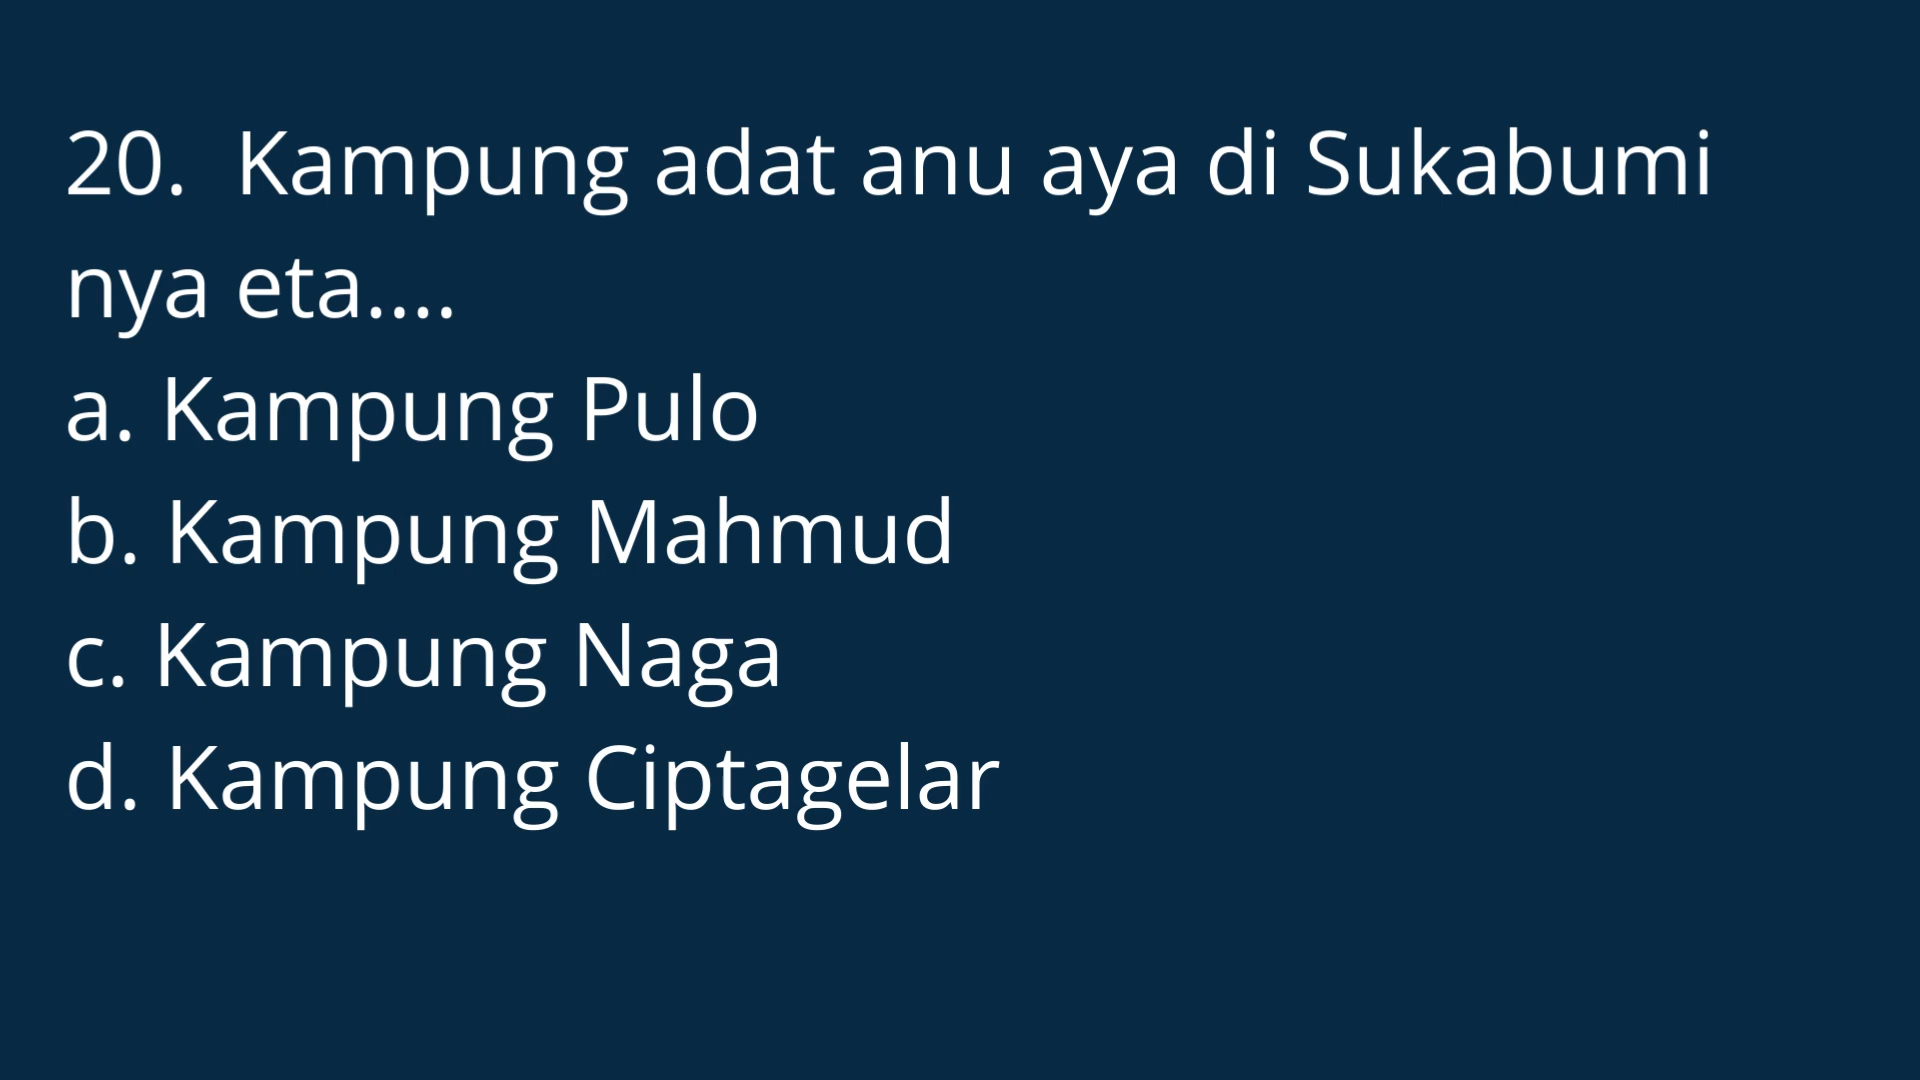 20.  Kampung adat anu aya di Sukabumi
nya eta....
a. Kampung Pulo
b. Kampung Mahmud
c. Kampung Naga
d. Kampung Ciptagelar